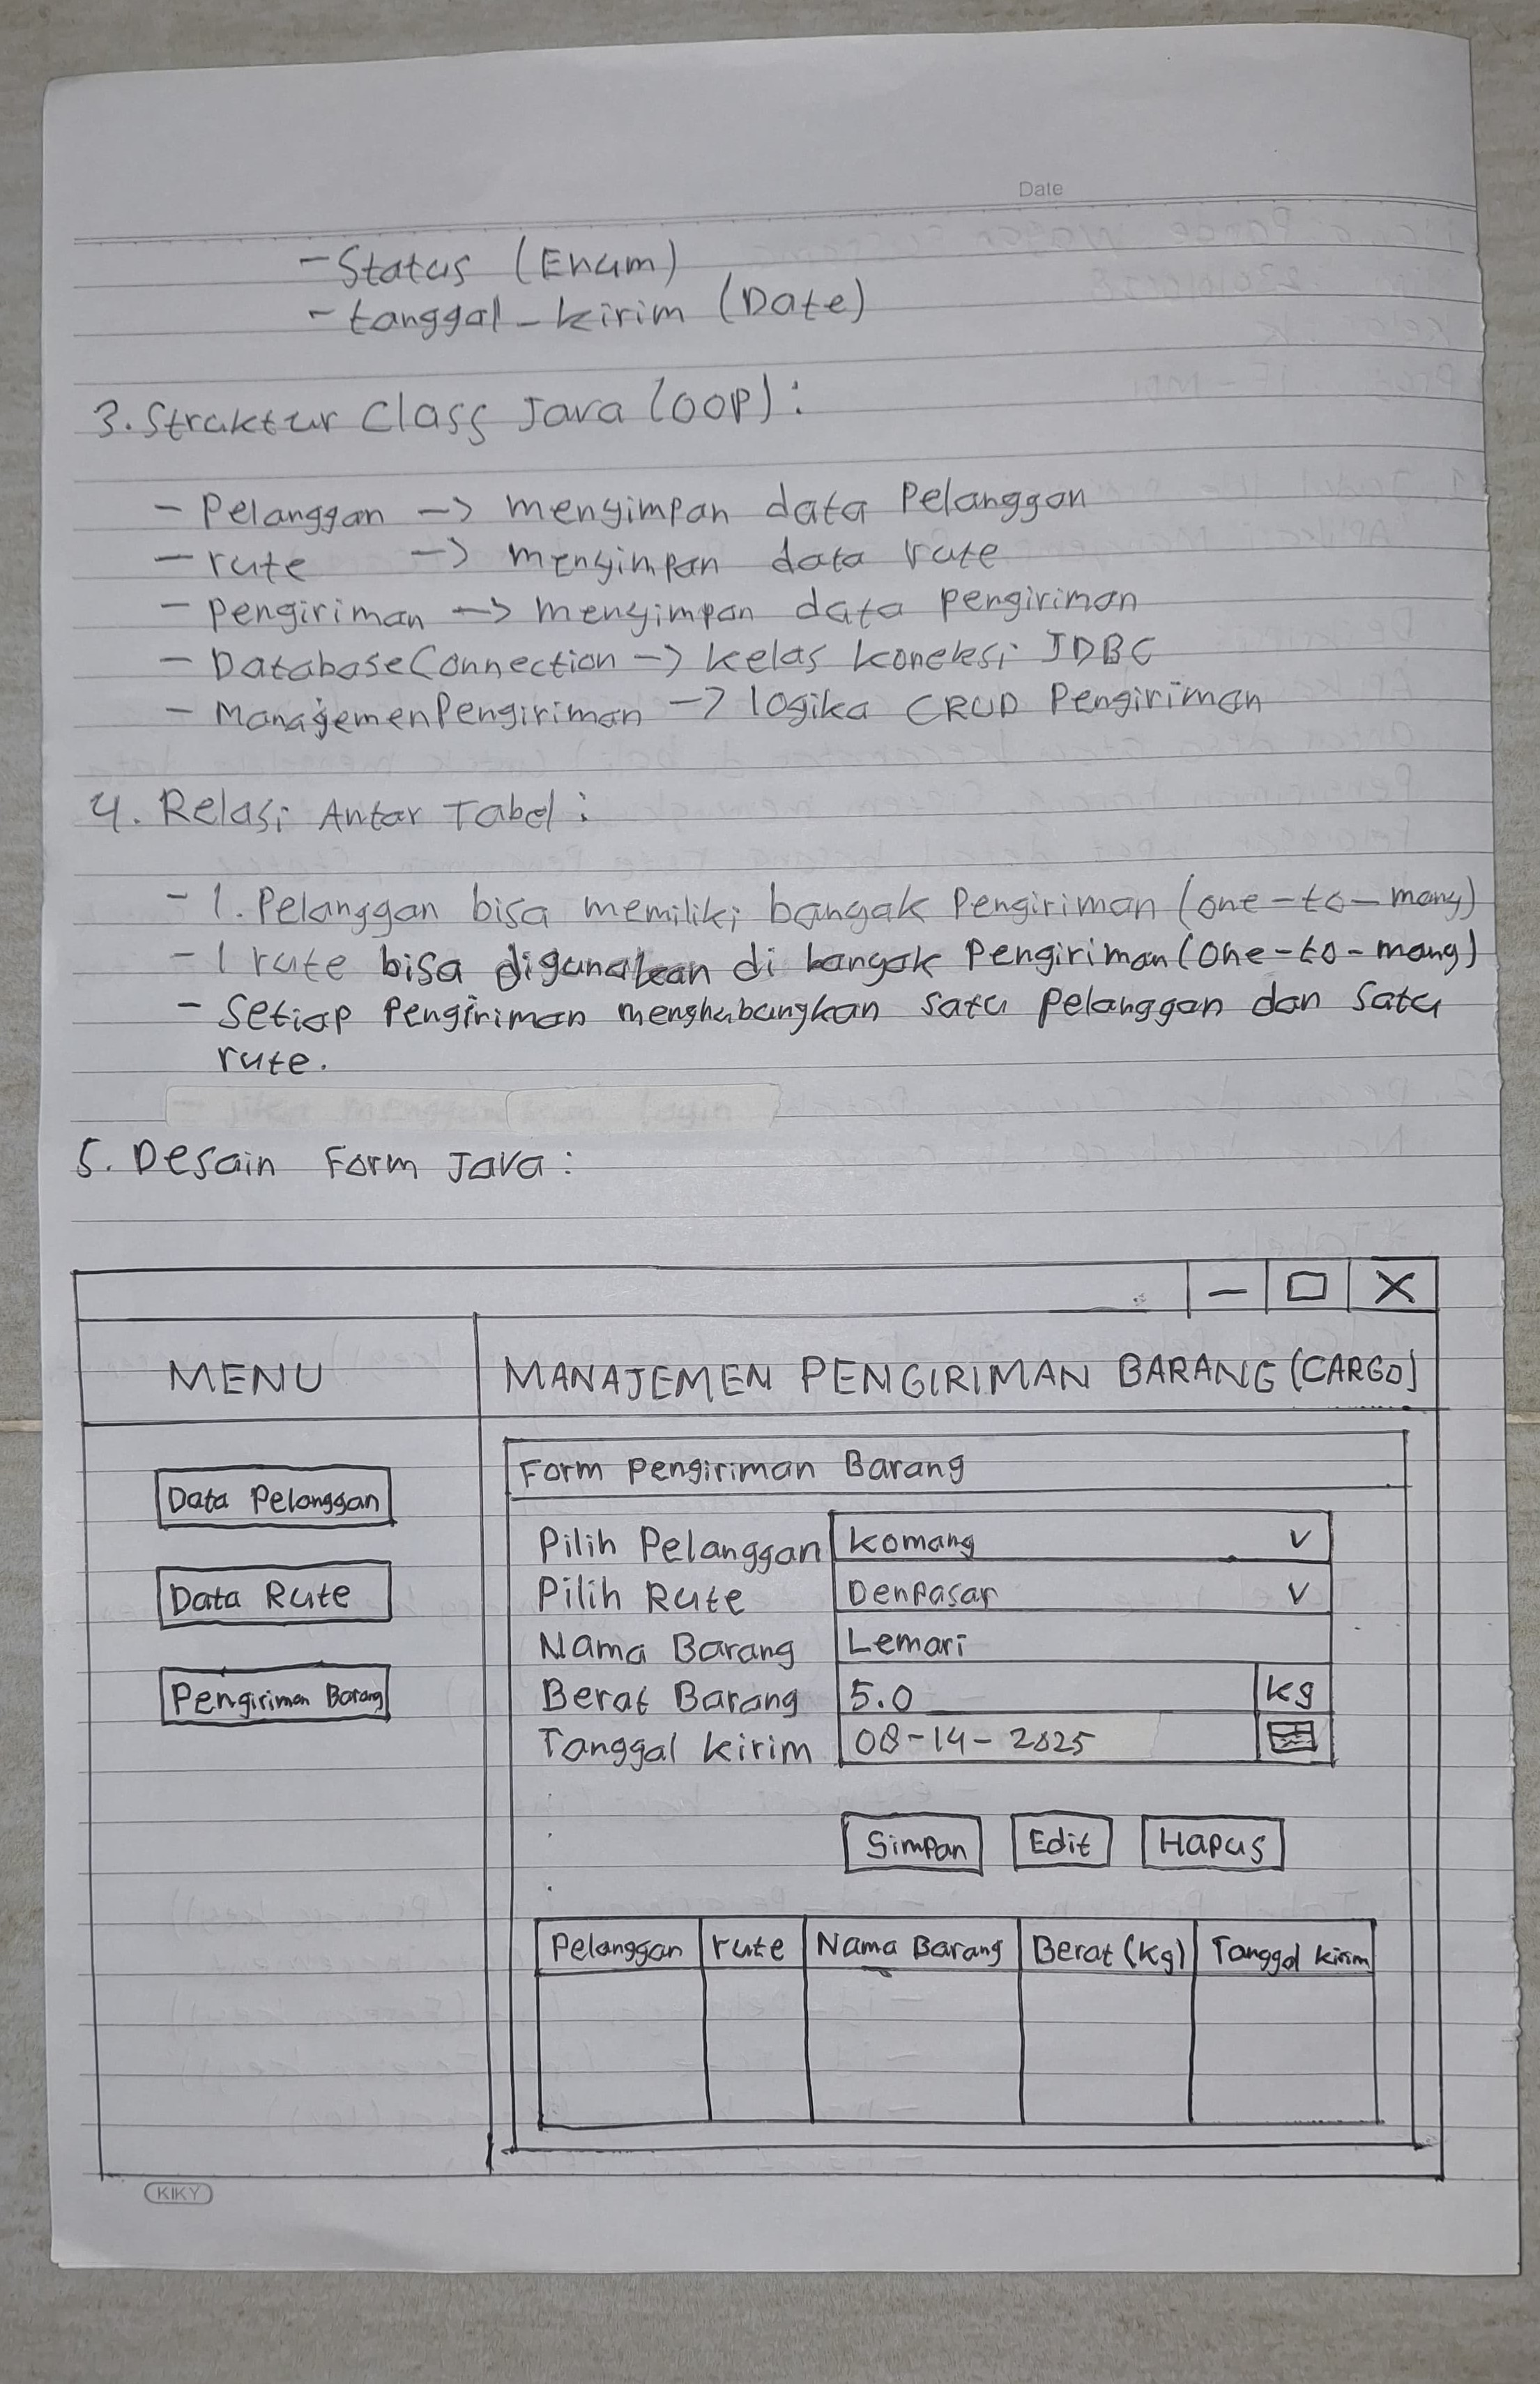 Date
- Status (Enum)
- tanggal_kirim (Date)
3. Struktur Class Java (OOP) :
- Pelanggan -> menyimpan data Pelanggan
- rute -> menyimpan data rute
- Pengiriman -> menyimpan data pengiriman
- DatabaseConnection -> kelas koneksi JDBC
- ManajemenPengiriman -> logika CRUD Pengiriman
4. Relasi Antar Tabel :
- 1. Pelanggan bisa memiliki banyak Pengiriman (one-to-many)
- 1 rute bisa digunakan di banyak Pengiriman (one-to-many)
- Setiap Pengiriman menghubungkan satu pelanggan dan satu
rute.
5. Desain Form Java :
- □ X
MENU MANAJEMEN PENGIRIMAN BARANG (CARGO)
Form Pengiriman Barang
Data Pelanggan
Pilih Pelanggan Komang v
Data Rute
Pilih Rute Denpasar v
Nama Barang Lemari
Pengiriman Barang
Berat Barang 5.0 kg
Tanggal kirim 08-14-2025
Simpan Edit Hapus
Pelanggan rute Nama Barang Berat (Kg) Tanggal kirim
KIKY